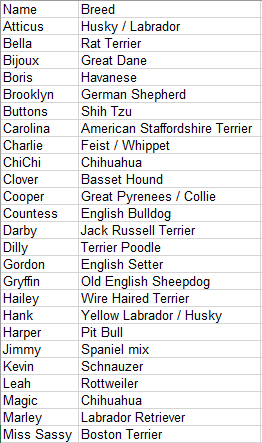 Name Breed
Atticus Husky / Labrador
Bella Rat Terrier
Bijoux Great Dane
Boris Havanese
Brooklyn German Shepherd
Buttons Shih Tzu
Carolina American Staffordshire Terrier
Charlie Feist / Whippet
ChiChi Chihuahua
Clover Basset Hound
Cooper Great Pyrenees / Collie
Countess English Bulldog
Darby Jack Russell Terrier
Dilly Terrier Poodle
Gordon English Setter
Gryffin Old English Sheepdog
Hailey Wire Haired Terrier
Hank Yellow Labrador / Husky
Harper Pit Bull
Jimmy Spaniel mix
Kevin Schnauzer
Leah Rottweiler
Magic Chihuahua
Marley Labrador Retriever
Miss Sassy Boston Terrier